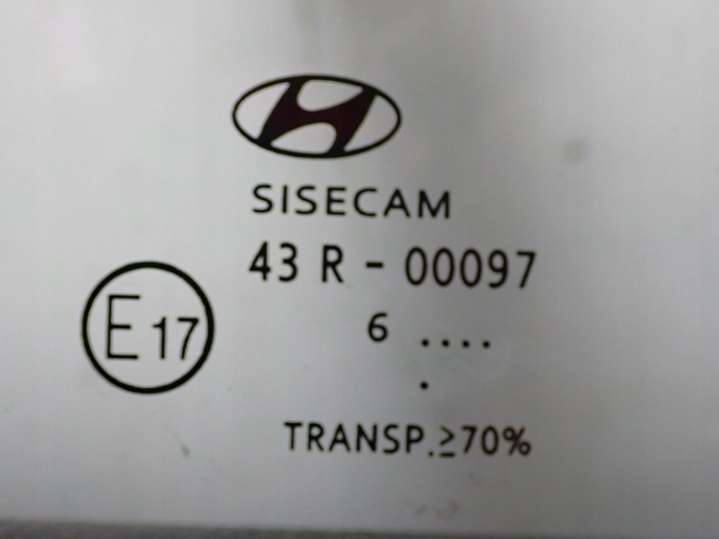 SISECAM
43 R - 00097
E17
6 ....
.
TRANSP.≥70%